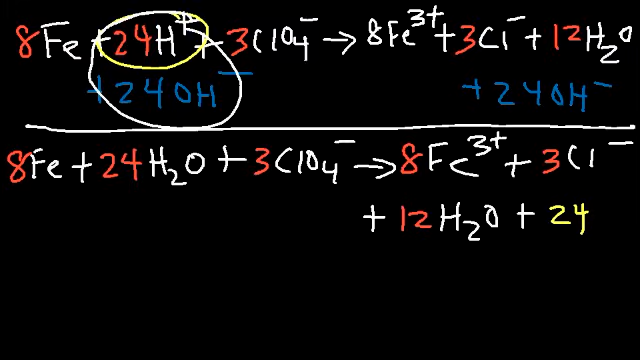 8Fe + 24H⁺ + 3ClO₄⁻ → 8Fe³⁺ + 3Cl⁻ + 12H₂O
+ 24OH⁻ + 24OH⁻
8Fe + 24H₂O + 3ClO₄⁻ → 8Fe³⁺ + 3Cl⁻
+ 12H₂O + 24